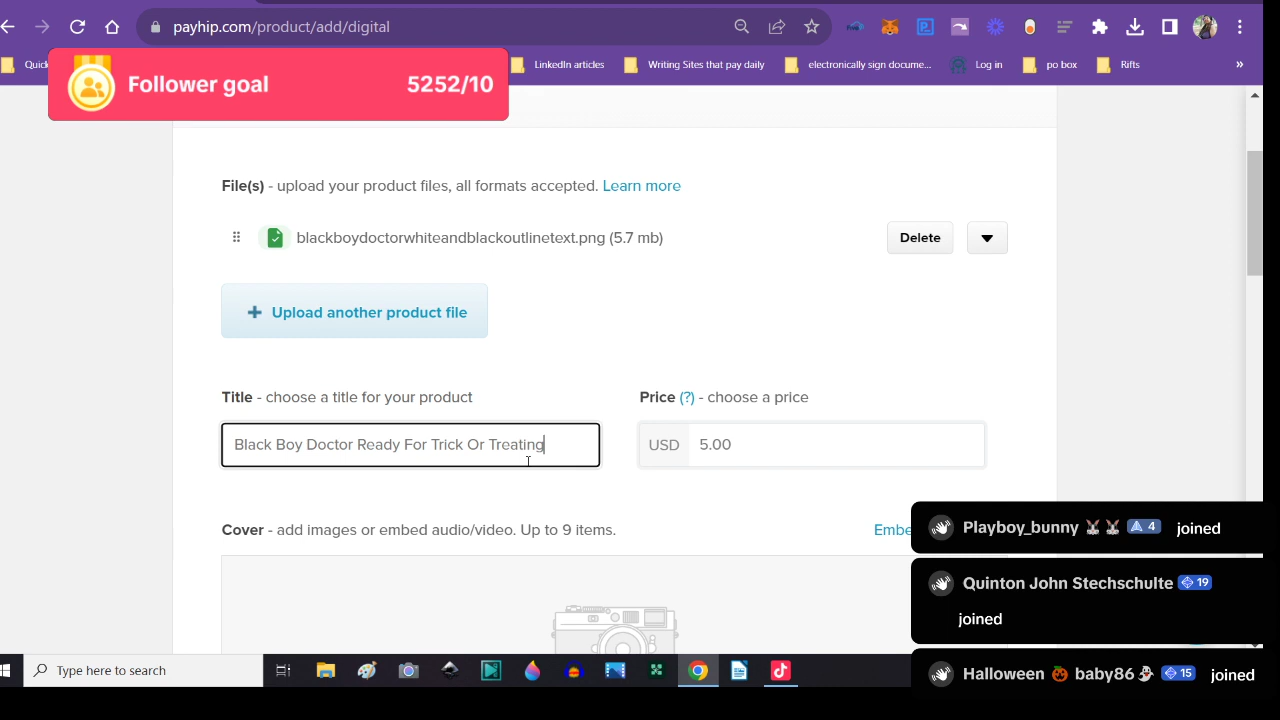 payhip.com/product/add/digital
Quick
LinkedIn articles
Writing Sites that pay daily
electronically sign docume...
Log in
po box
Rifts
»
Follower goal 5252/10
File(s) - upload your product files, all formats accepted. Learn more
blackboydoctorwhiteandblackoutlinetext.png (5.7 mb)
Delete
+ Upload another product file
Title - choose a title for your product
Price (?) - choose a price
Black Boy Doctor Ready For Trick Or Treating
USD 5.00
Cover - add images or embed audio/video. Up to 9 items.
Embe
Playboy_bunny 4 joined
Quinton John Stechschulte 19
joined
Halloween 🎃 baby86👻 15 joined
Type here to search